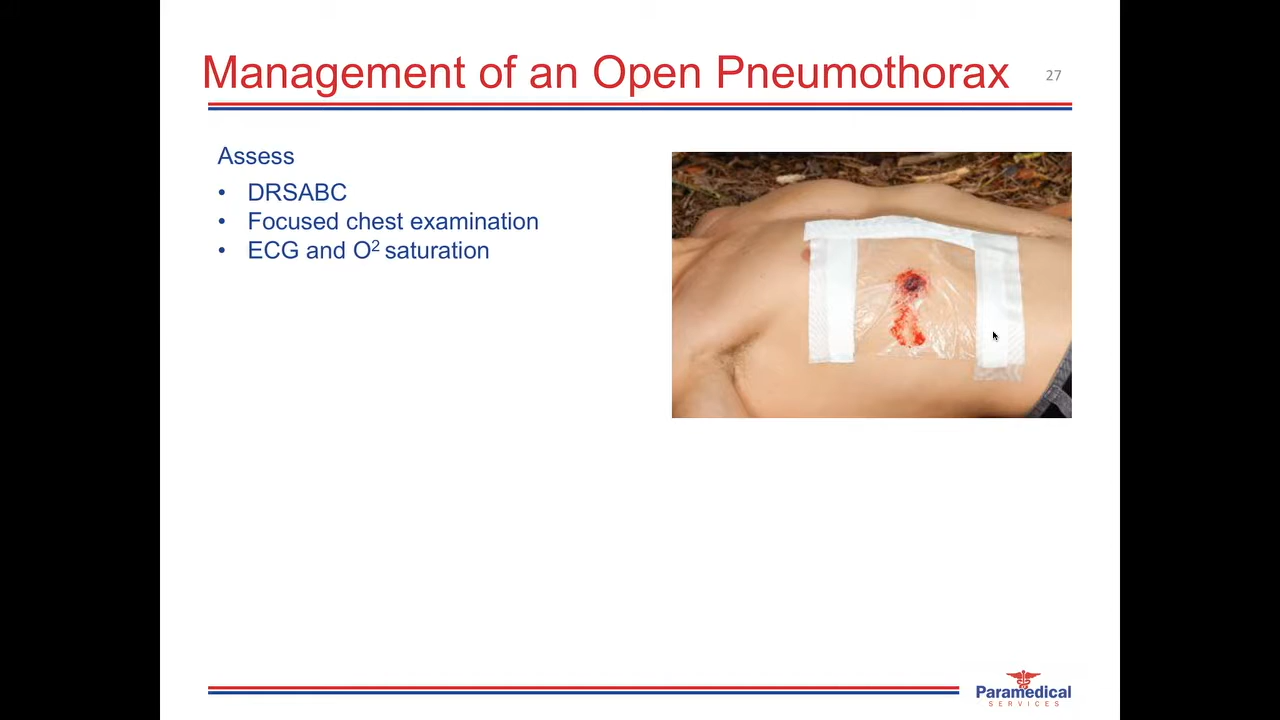 Management of an Open Pneumothorax
27
Assess
• DRSABC
• Focused chest examination
• ECG and O² saturation
Paramedical
SERVICES